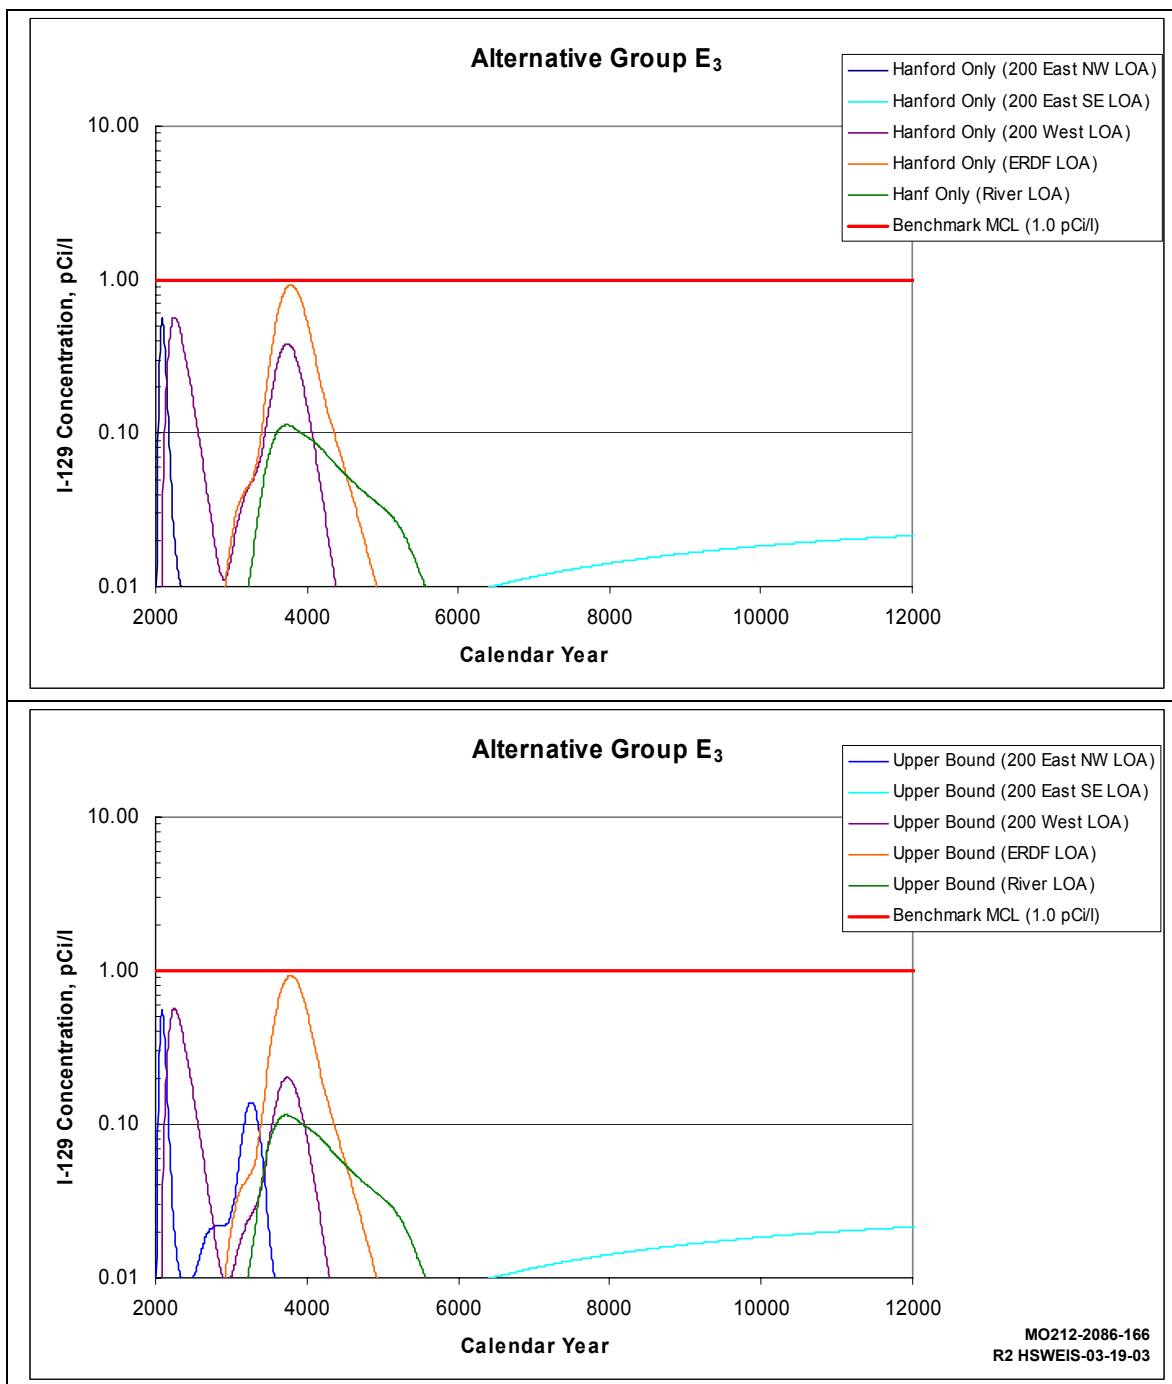 Alternative Group E₃
Hanford Only (200 East NW LOA)
Hanford Only (200 East SE LOA)
Hanford Only (200 West LOA)
Hanford Only (ERDF LOA)
Hanf Only (River LOA)
Benchmark MCL (1.0 pCi/l)
I-129 Concentration, pCi/l
10.00
1.00
0.10
0.01
2000 4000 6000 8000 10000 12000
Calendar Year
Alternative Group E₃
Upper Bound (200 East NW LOA)
Upper Bound (200 East SE LOA)
Upper Bound (200 West LOA)
Upper Bound (ERDF LOA)
Upper Bound (River LOA)
Benchmark MCL (1.0 pCi/l)
I-129 Concentration, pCi/l
10.00
1.00
0.10
0.01
2000 4000 6000 8000 10000 12000
Calendar Year
MO212-2086-166
R2 HSWEIS-03-19-03